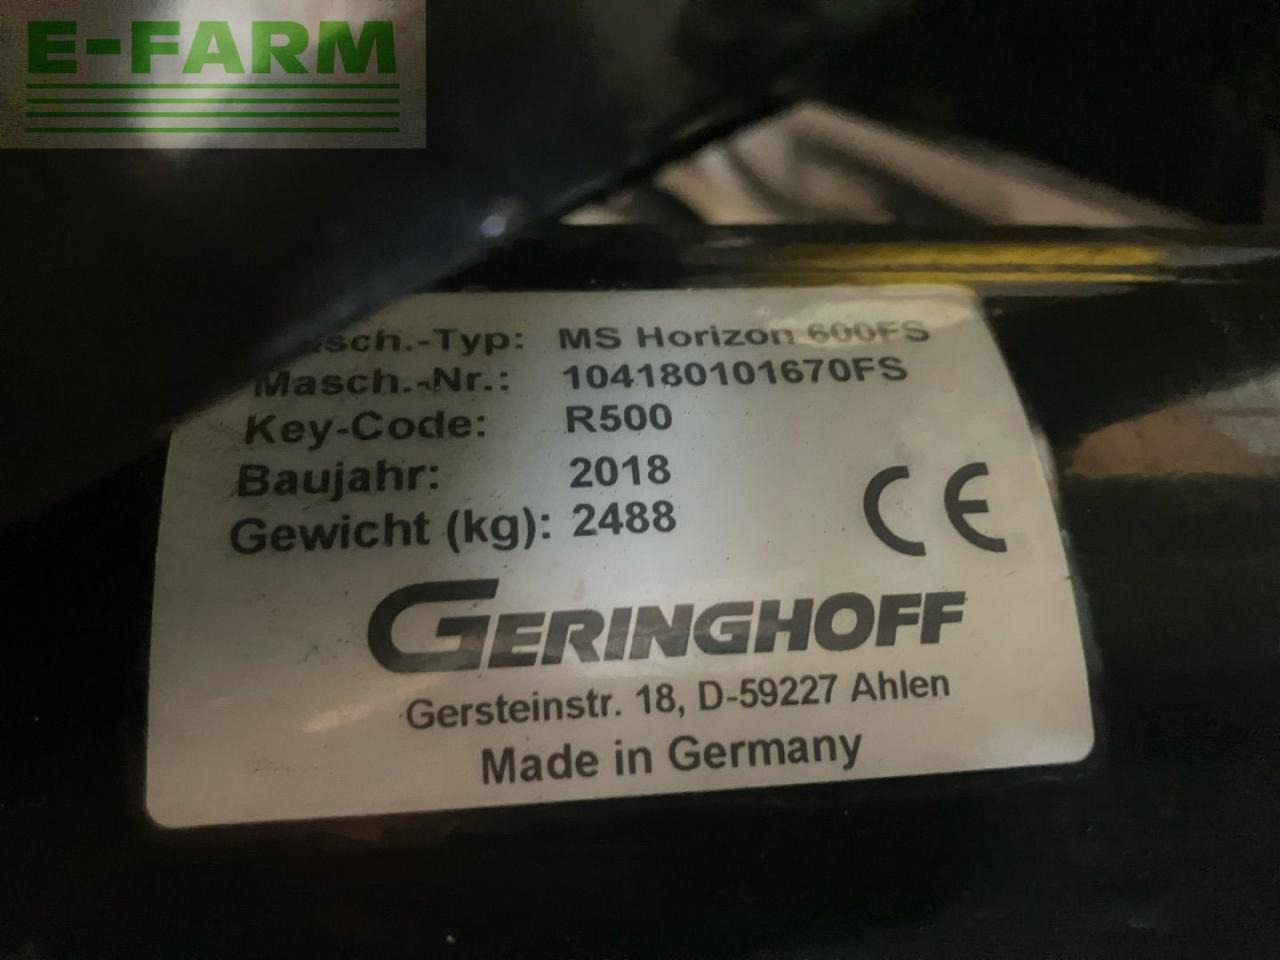 E-FARM
Masch.-Typ: MS Horizon 600FS
Masch.-Nr.: 104180101670FS
Key-Code: R500
Baujahr: 2018
Gewicht (kg): 2488
CE
GERINGHOFF
Gersteinstr. 18, D-59227 Ahlen
Made in Germany